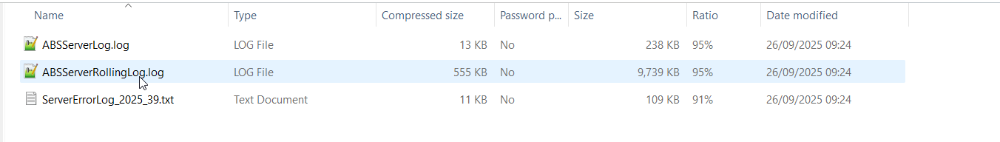 Name Type Compressed size Password p... Size Ratio Date modified
ABSServerLog.log LOG File 13 KB No 238 KB 95% 26/09/2025 09:24
ABSServerRollingLog.log LOG File 555 KB No 9,739 KB 95% 26/09/2025 09:24
ServerErrorLog_2025_39.txt Text Document 11 KB No 109 KB 91% 26/09/2025 09:24